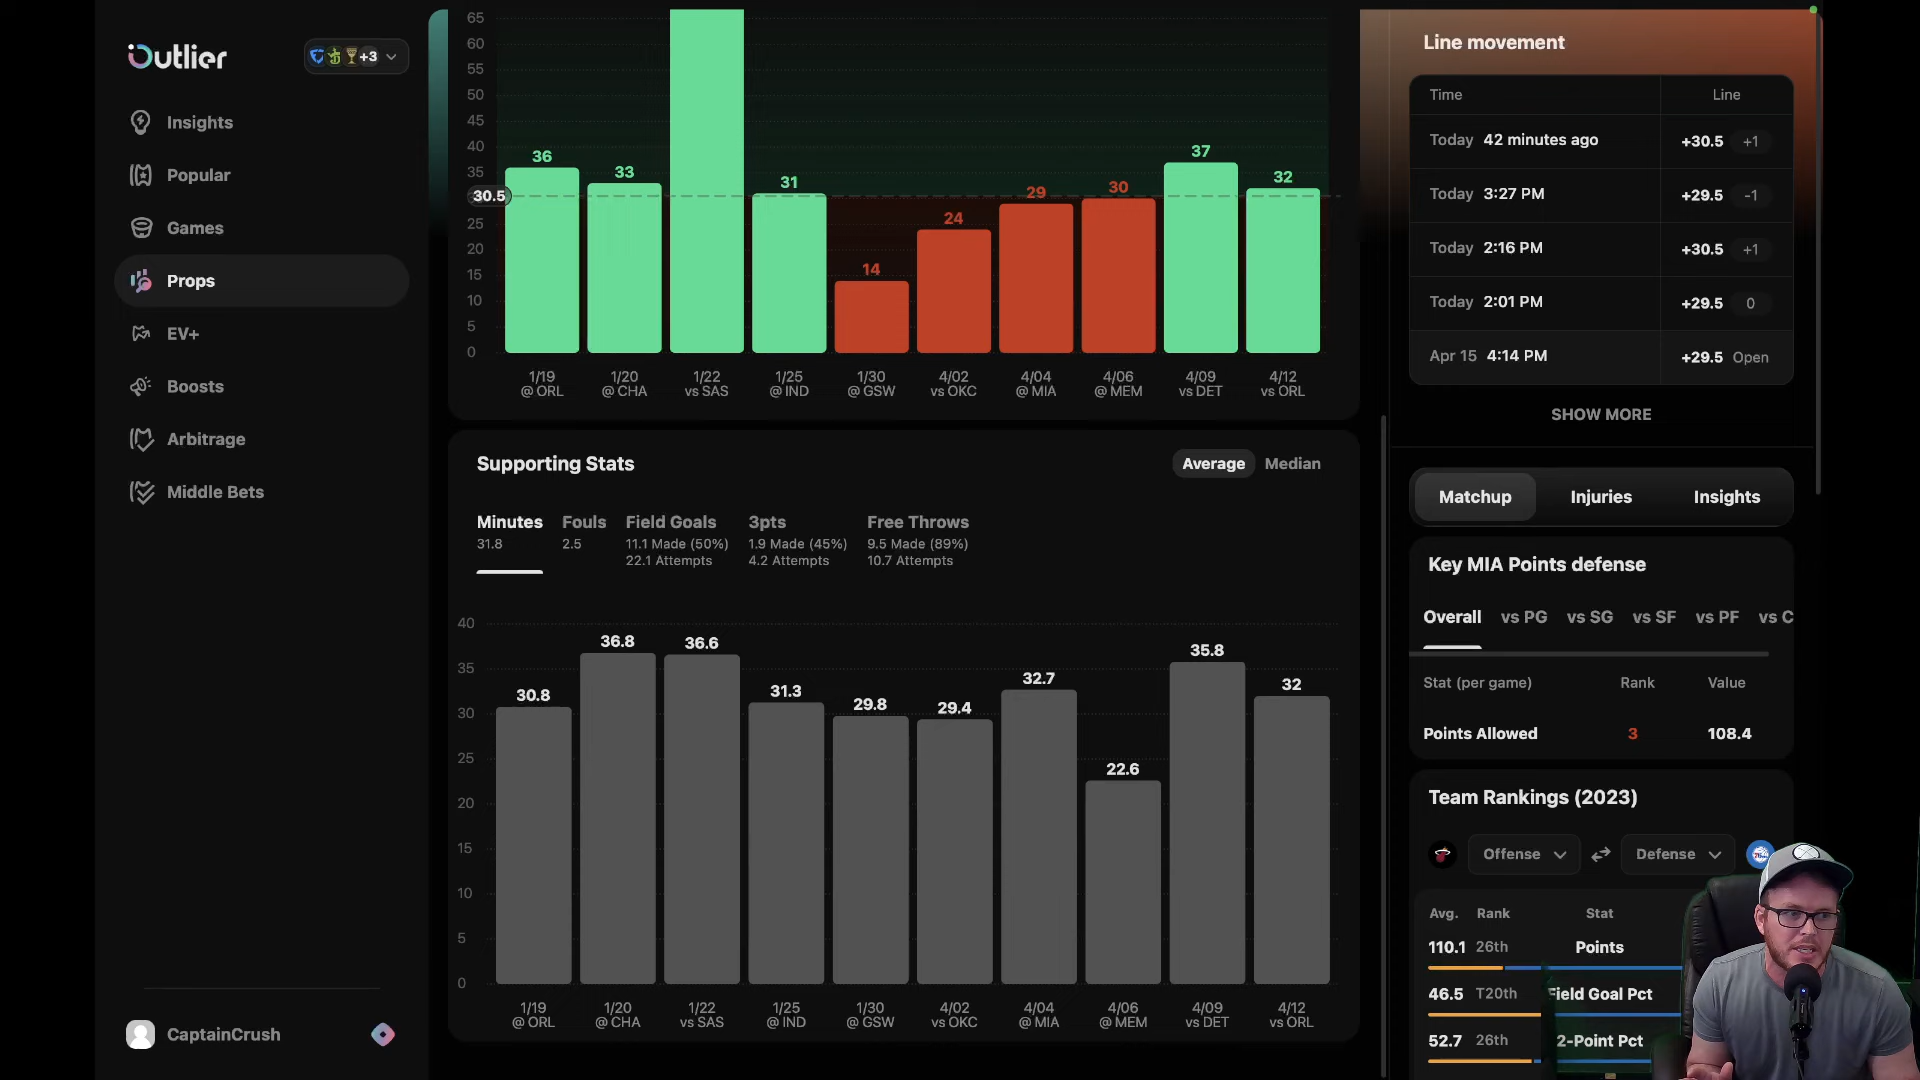 Outlier
+3
Insights
Popular
Games
Props
EV+
Boosts
Arbitrage
Middle Bets
CaptainCrush
65
60
55
50
45
40
35
30.5
25
20
15
10
5
0
36
33
31
14
24
29
30
37
32
1/19 @ ORL
1/20 @ CHA
1/22 vs SAS
1/25 @ IND
1/30 @ GSW
4/02 vs OKC
4/04 @ MIA
4/06 @ MEM
4/09 vs DET
4/12 vs ORL
Supporting Stats
Average Median
Minutes
31.8
Fouls
2.5
Field Goals
11.1 Made (50%)
22.1 Attempts
3pts
1.9 Made (45%)
4.2 Attempts
Free Throws
9.5 Made (89%)
10.7 Attempts
40
35
30
25
20
15
10
5
0
30.8
36.8
36.6
31.3
29.8
29.4
32.7
22.6
35.8
32
1/19 @ ORL
1/20 @ CHA
1/22 vs SAS
1/25 @ IND
1/30 @ GSW
4/02 vs OKC
4/04 @ MIA
4/06 @ MEM
4/09 vs DET
4/12 vs ORL
Line movement
Time Line
Today 42 minutes ago +30.5 +1
Today 3:27 PM +29.5 -1
Today 2:16 PM +30.5 +1
Today 2:01 PM +29.5 0
Apr 15 4:14 PM +29.5 Open
SHOW MORE
Matchup Injuries Insights
Key MIA Points defense
Overall vs PG vs SG vs SF vs PF vs C
Stat (per game) Rank Value
Points Allowed 3 108.4
Team Rankings (2023)
Offense Defense
Avg. Rank Stat
110.1 26th Points
46.5 T20th Field Goal Pct
52.7 26th 2-Point Pct